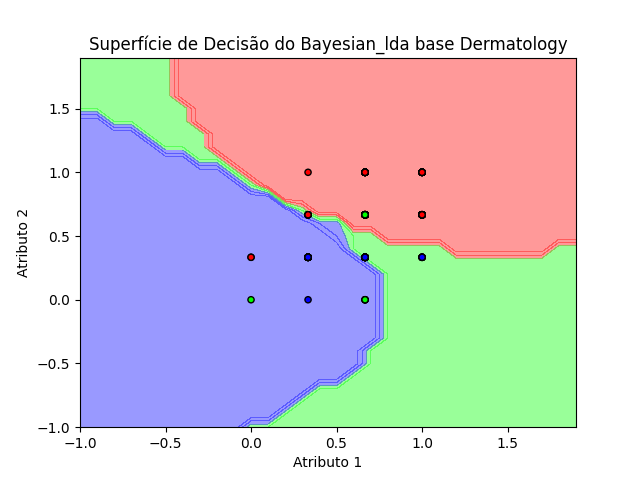 Superfície de Decisão do Bayesian_lda base Dermatology
1.5
1.0
0.5
0.0
−0.5
−1.0
Atributo 2
−1.0 −0.5 0.0 0.5 1.0 1.5
Atributo 1